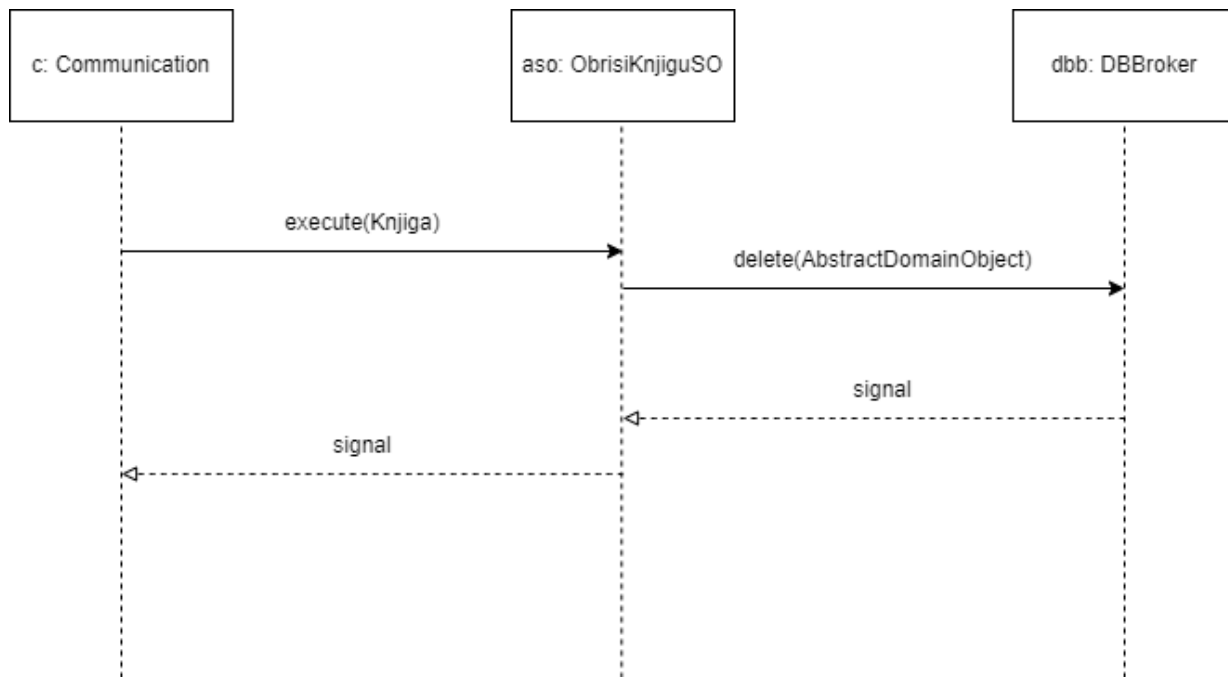 c: Communication
aso: ObrisiKnjiguSO
dbb: DBBroker
execute(Knjiga)
delete(AbstractDomainObject)
signal
signal